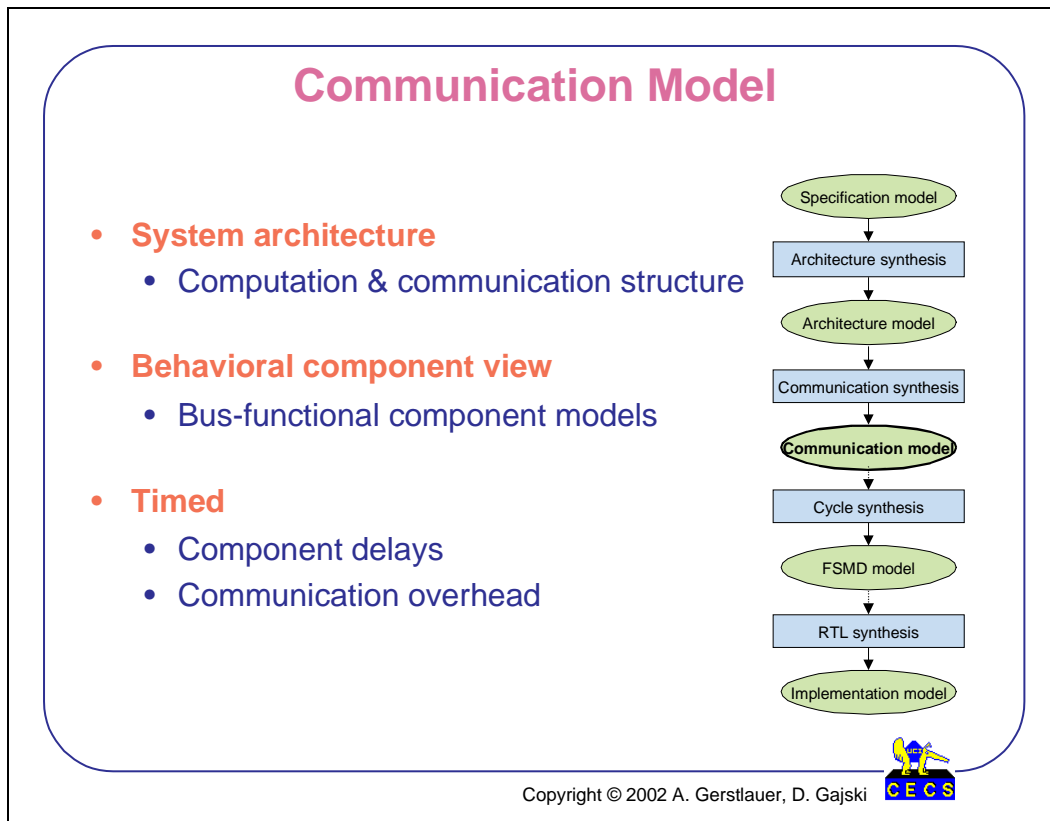 Communication Model
• System architecture
• Computation & communication structure
• Behavioral component view
• Bus-functional component models
• Timed
• Component delays
• Communication overhead
Specification model
Architecture synthesis
Architecture model
Communication synthesis
Communication model
Cycle synthesis
FSMD model
RTL synthesis
Implementation model
UCI
CECS
Copyright © 2002 A. Gerstlauer, D. Gajski